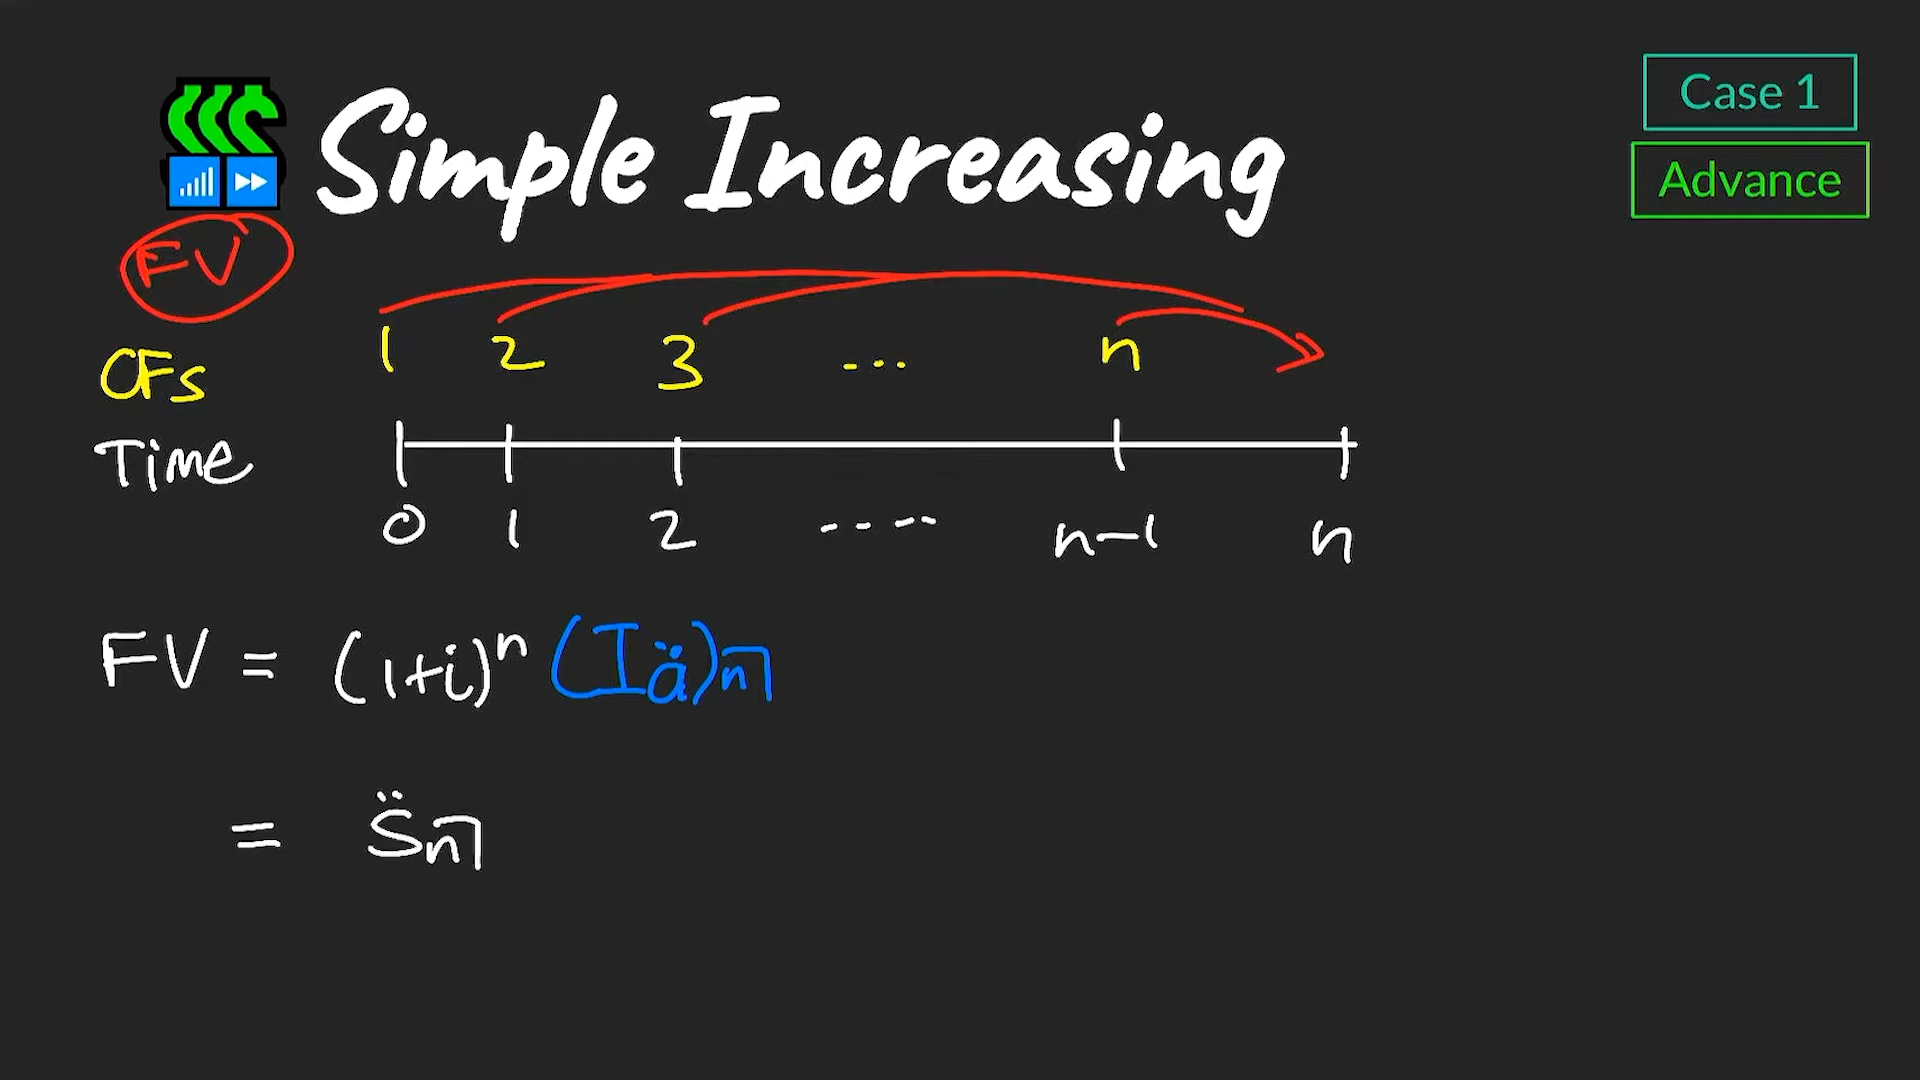 Simple Increasing
Case 1
Advance
FV
CFs 1 2 3 ... n
Time
0 1 2 ---- n-1 n
FV = (1+i)ⁿ (Iä)n̅|
= s̈n̅|